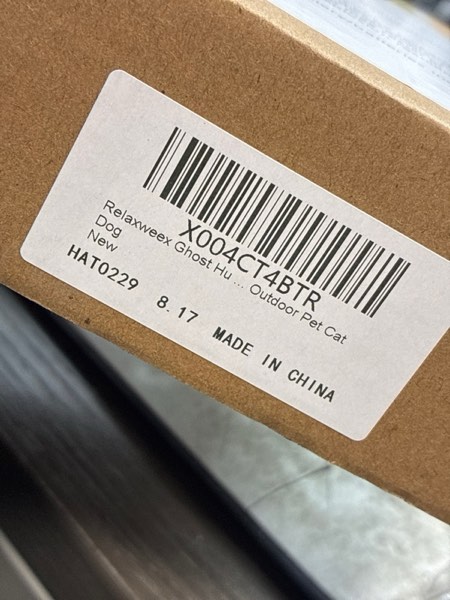 X004CT4BTR
Relaxweex Ghost Hu ... Outdoor Pet Cat
Dog
New
HAT0229 8.17 MADE IN CHINA